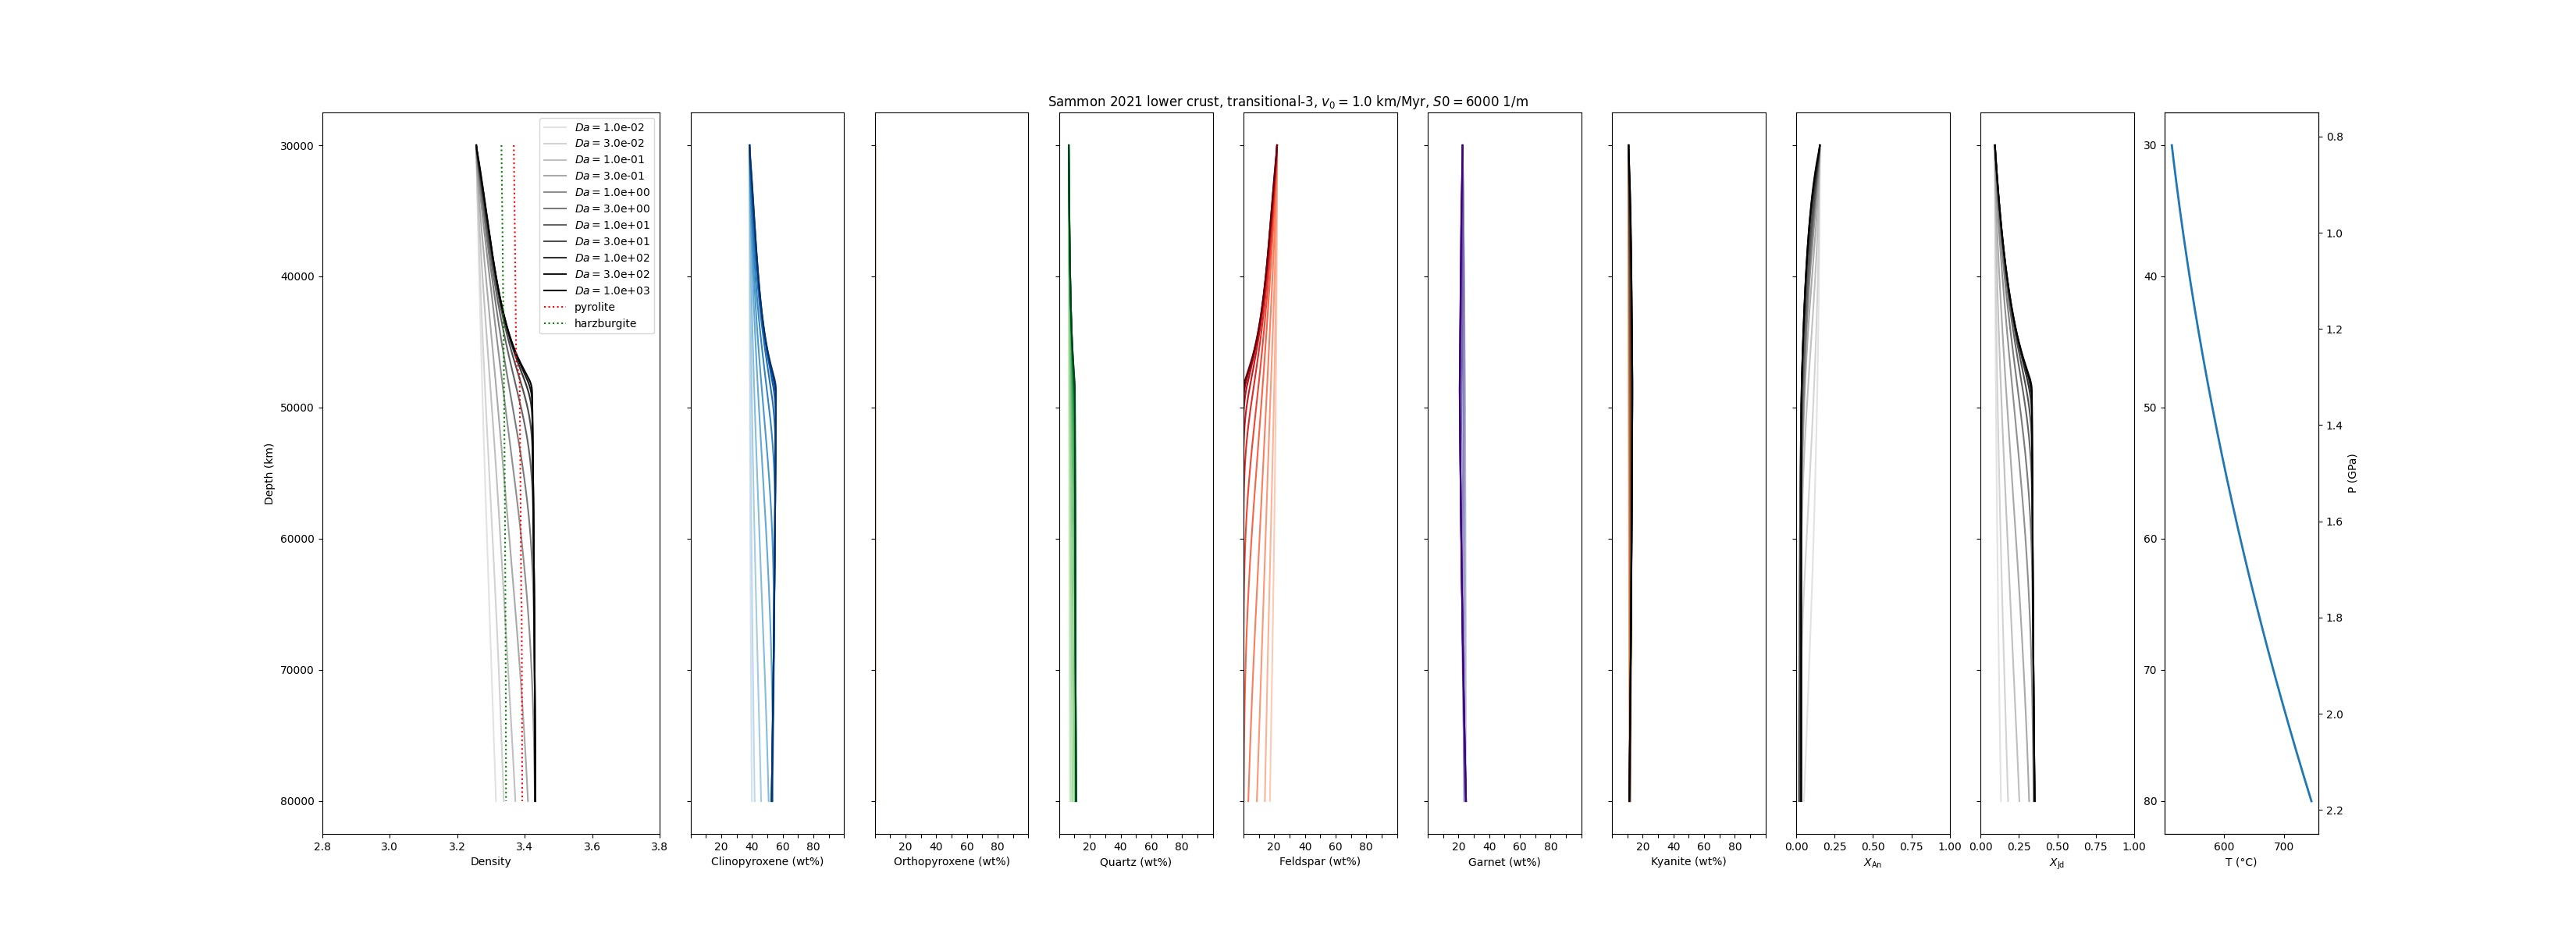 Sammon 2021 lower crust, transitional-3, v₀ = 1.0 km/Myr, S0 = 6000 1/m
Da = 1.0e-02
Da = 3.0e-02
Da = 1.0e-01
Da = 3.0e-01
Da = 1.0e+00
Da = 3.0e+00
Da = 1.0e+01
Da = 3.0e+01
Da = 1.0e+02
Da = 3.0e+02
Da = 1.0e+03
pyrolite
harzburgite
Depth (km)
30000
40000
50000
60000
70000
80000
2.8 3.0 3.2 3.4 3.6 3.8
Density
20 40 60 80
Clinopyroxene (wt%)
20 40 60 80
Orthopyroxene (wt%)
20 40 60 80
Quartz (wt%)
20 40 60 80
Feldspar (wt%)
20 40 60 80
Garnet (wt%)
20 40 60 80
Kyanite (wt%)
0.00 0.25 0.50 0.75 1.00
X_An
0.00 0.25 0.50 0.75 1.00
X_Jd
30
40
50
60
70
80
600 700
T (°C)
0.8
1.0
1.2
1.4
1.6
1.8
2.0
2.2
P (GPa)